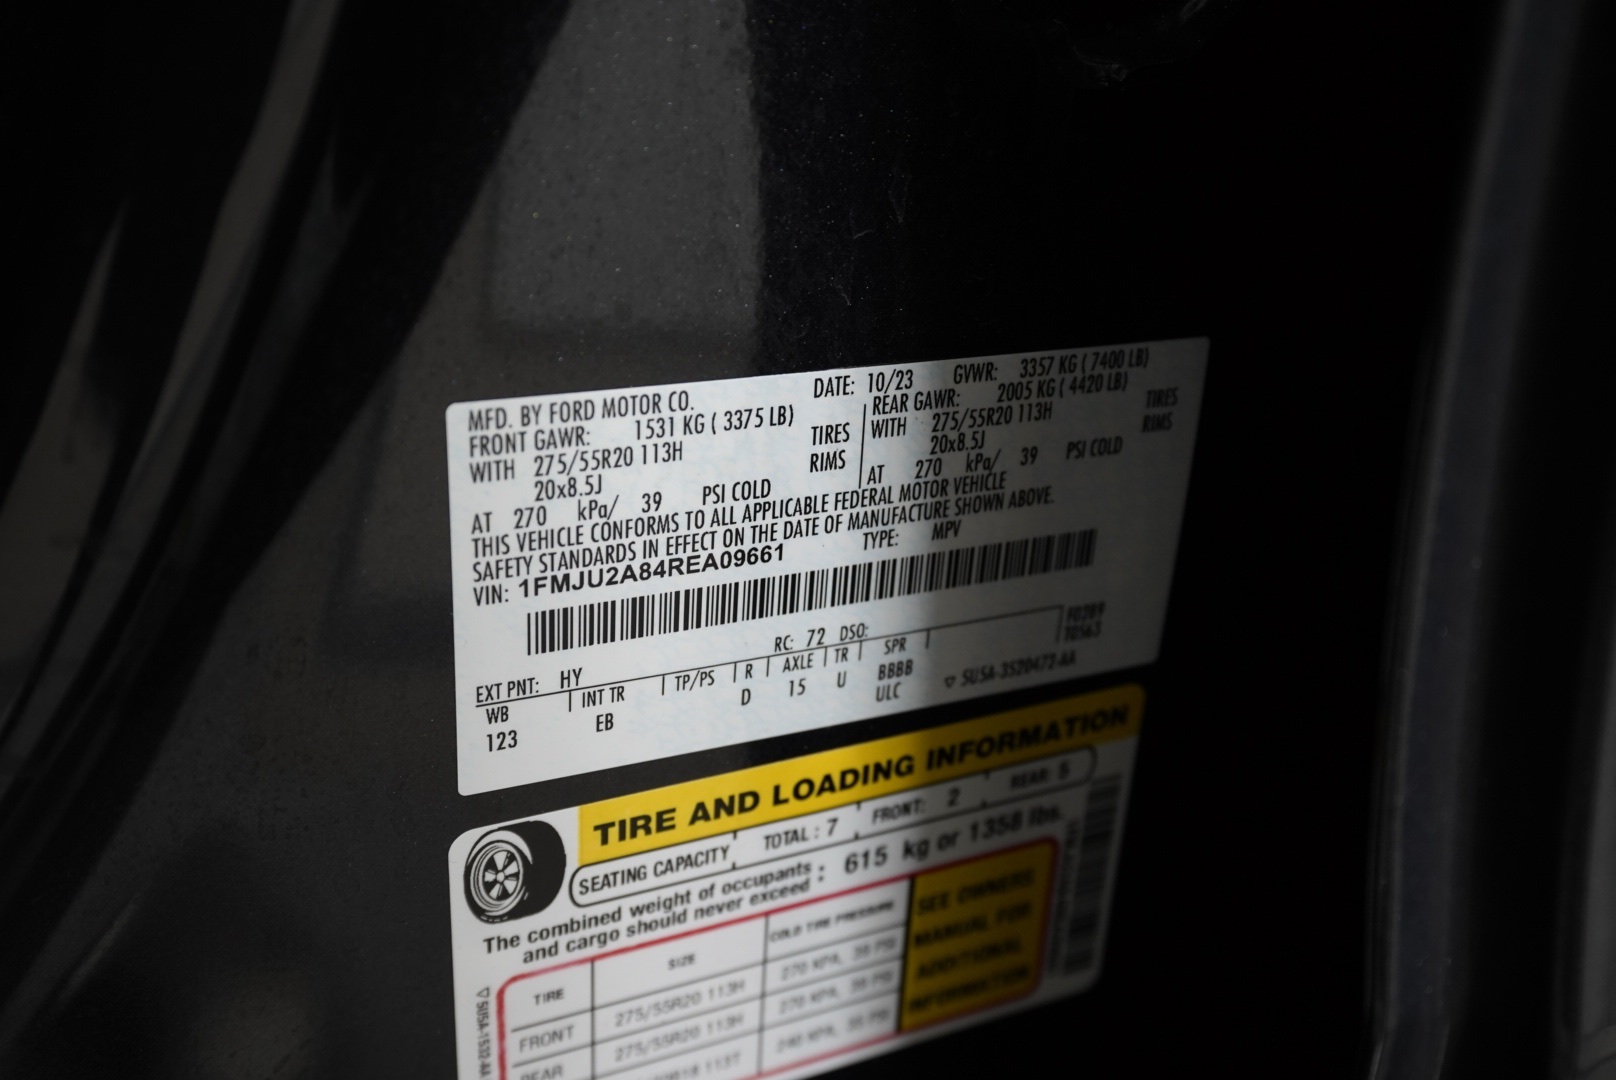 MFD. BY FORD MOTOR CO. DATE: 10/23 GVWR: 3357 KG ( 7400 LB)
FRONT GAWR: 1531 KG ( 3375 LB) REAR GAWR: 2005 KG ( 4420 LB)
WITH 275/55R20 113H TIRES WITH 275/55R20 113H TIRES
20x8.5J RIMS 20x8.5J RIMS
AT 270 kPa/ 39 PSI COLD AT 270 kPa/ 39 PSI COLD
THIS VEHICLE CONFORMS TO ALL APPLICABLE FEDERAL MOTOR VEHICLE
SAFETY STANDARDS IN EFFECT ON THE DATE OF MANUFACTURE SHOWN ABOVE.
VIN: 1FMJU2A84REA09661 TYPE: MPV
EXT PNT: HY RC: 72 DSO: F0289
T0563
WB INT TR TP/PS R AXLE TR SPR
123 EB D 15 U BBBB
ULC ▽ 5U5A-3520472-AA
TIRE AND LOADING INFORMATION
SEATING CAPACITY TOTAL : 7 FRONT: 2 REAR: 5
The combined weight of occupants
and cargo should never exceed : 615 kg or 1358 lbs.
TIRE SIZE COLD TIRE PRESSURE
FRONT 275/55R20 113H 270 KPA, 39 PSI
REAR 275/55R20 113H 270 KPA, 39 PSI
SEE OWNERS
MANUAL FOR
ADDITIONAL
INFORMATION